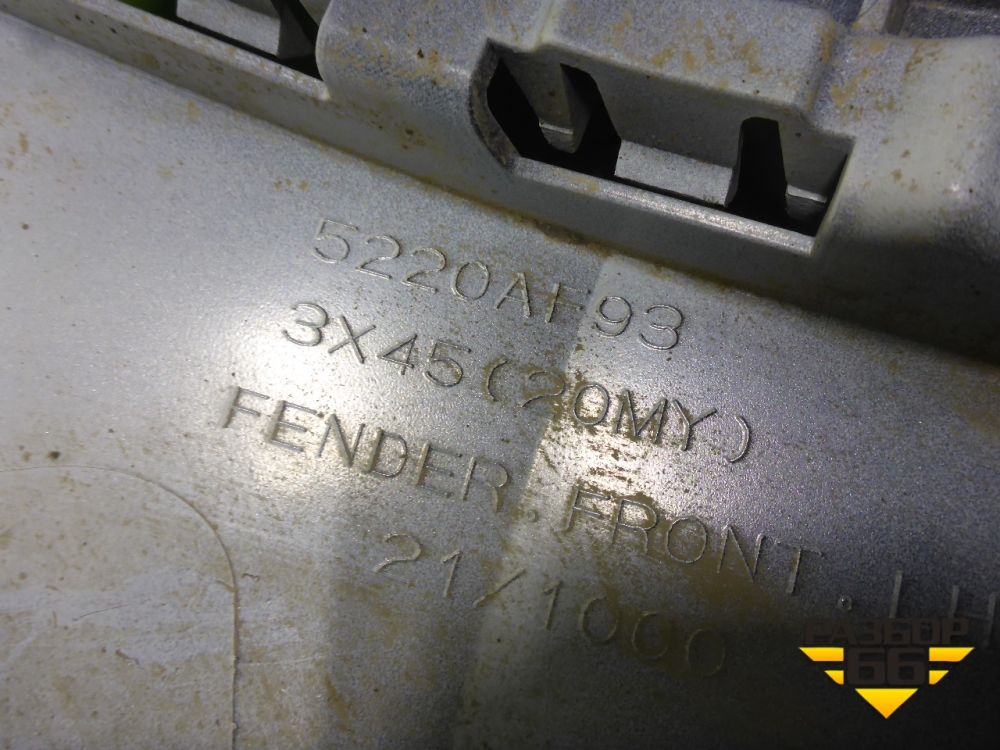 5220AF93
3X45(20MY)
FENDER.FRONT.LH
21/1000
РАЗБОР
66